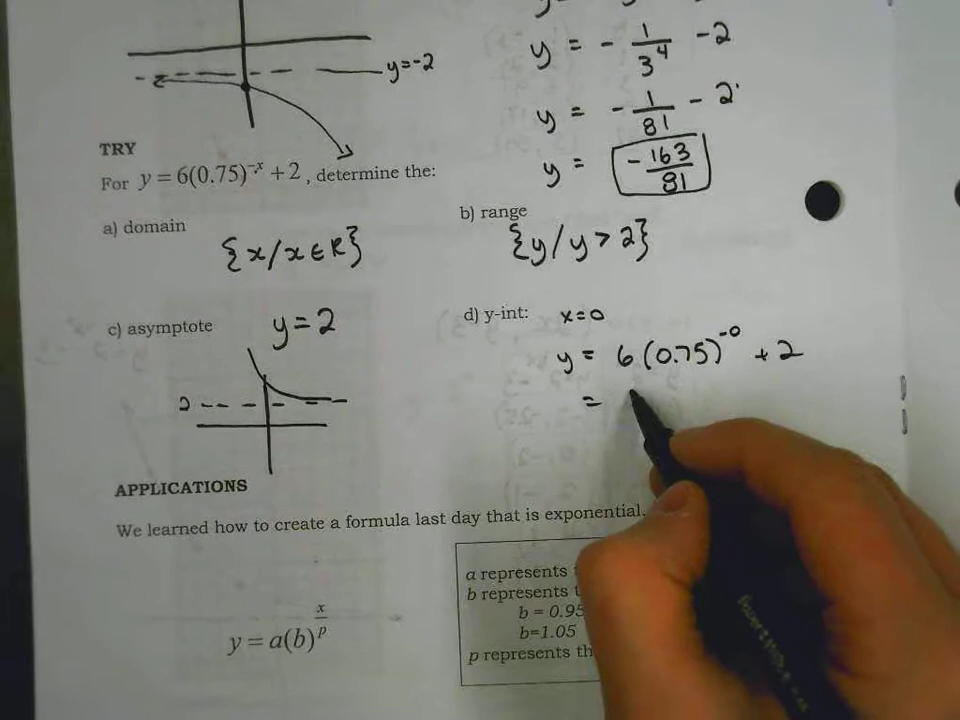 y = - 1/3⁴ - 2
y=-2
y = - 1/81 - 2
y = -163/81
TRY
For y = 6(0.75)^-x + 2, determine the:
a) domain
{x/x ∈ R}
b) range
{y/y > 2}
c) asymptote
y = 2
2
d) y-int: x=0
y = 6(0.75)^-0 + 2
=
APPLICATIONS
We learned how to create a formula last day that is exponential.
y = a(b)^x/p
a represents
b represents
b = 0.95
b=1.05
p represents